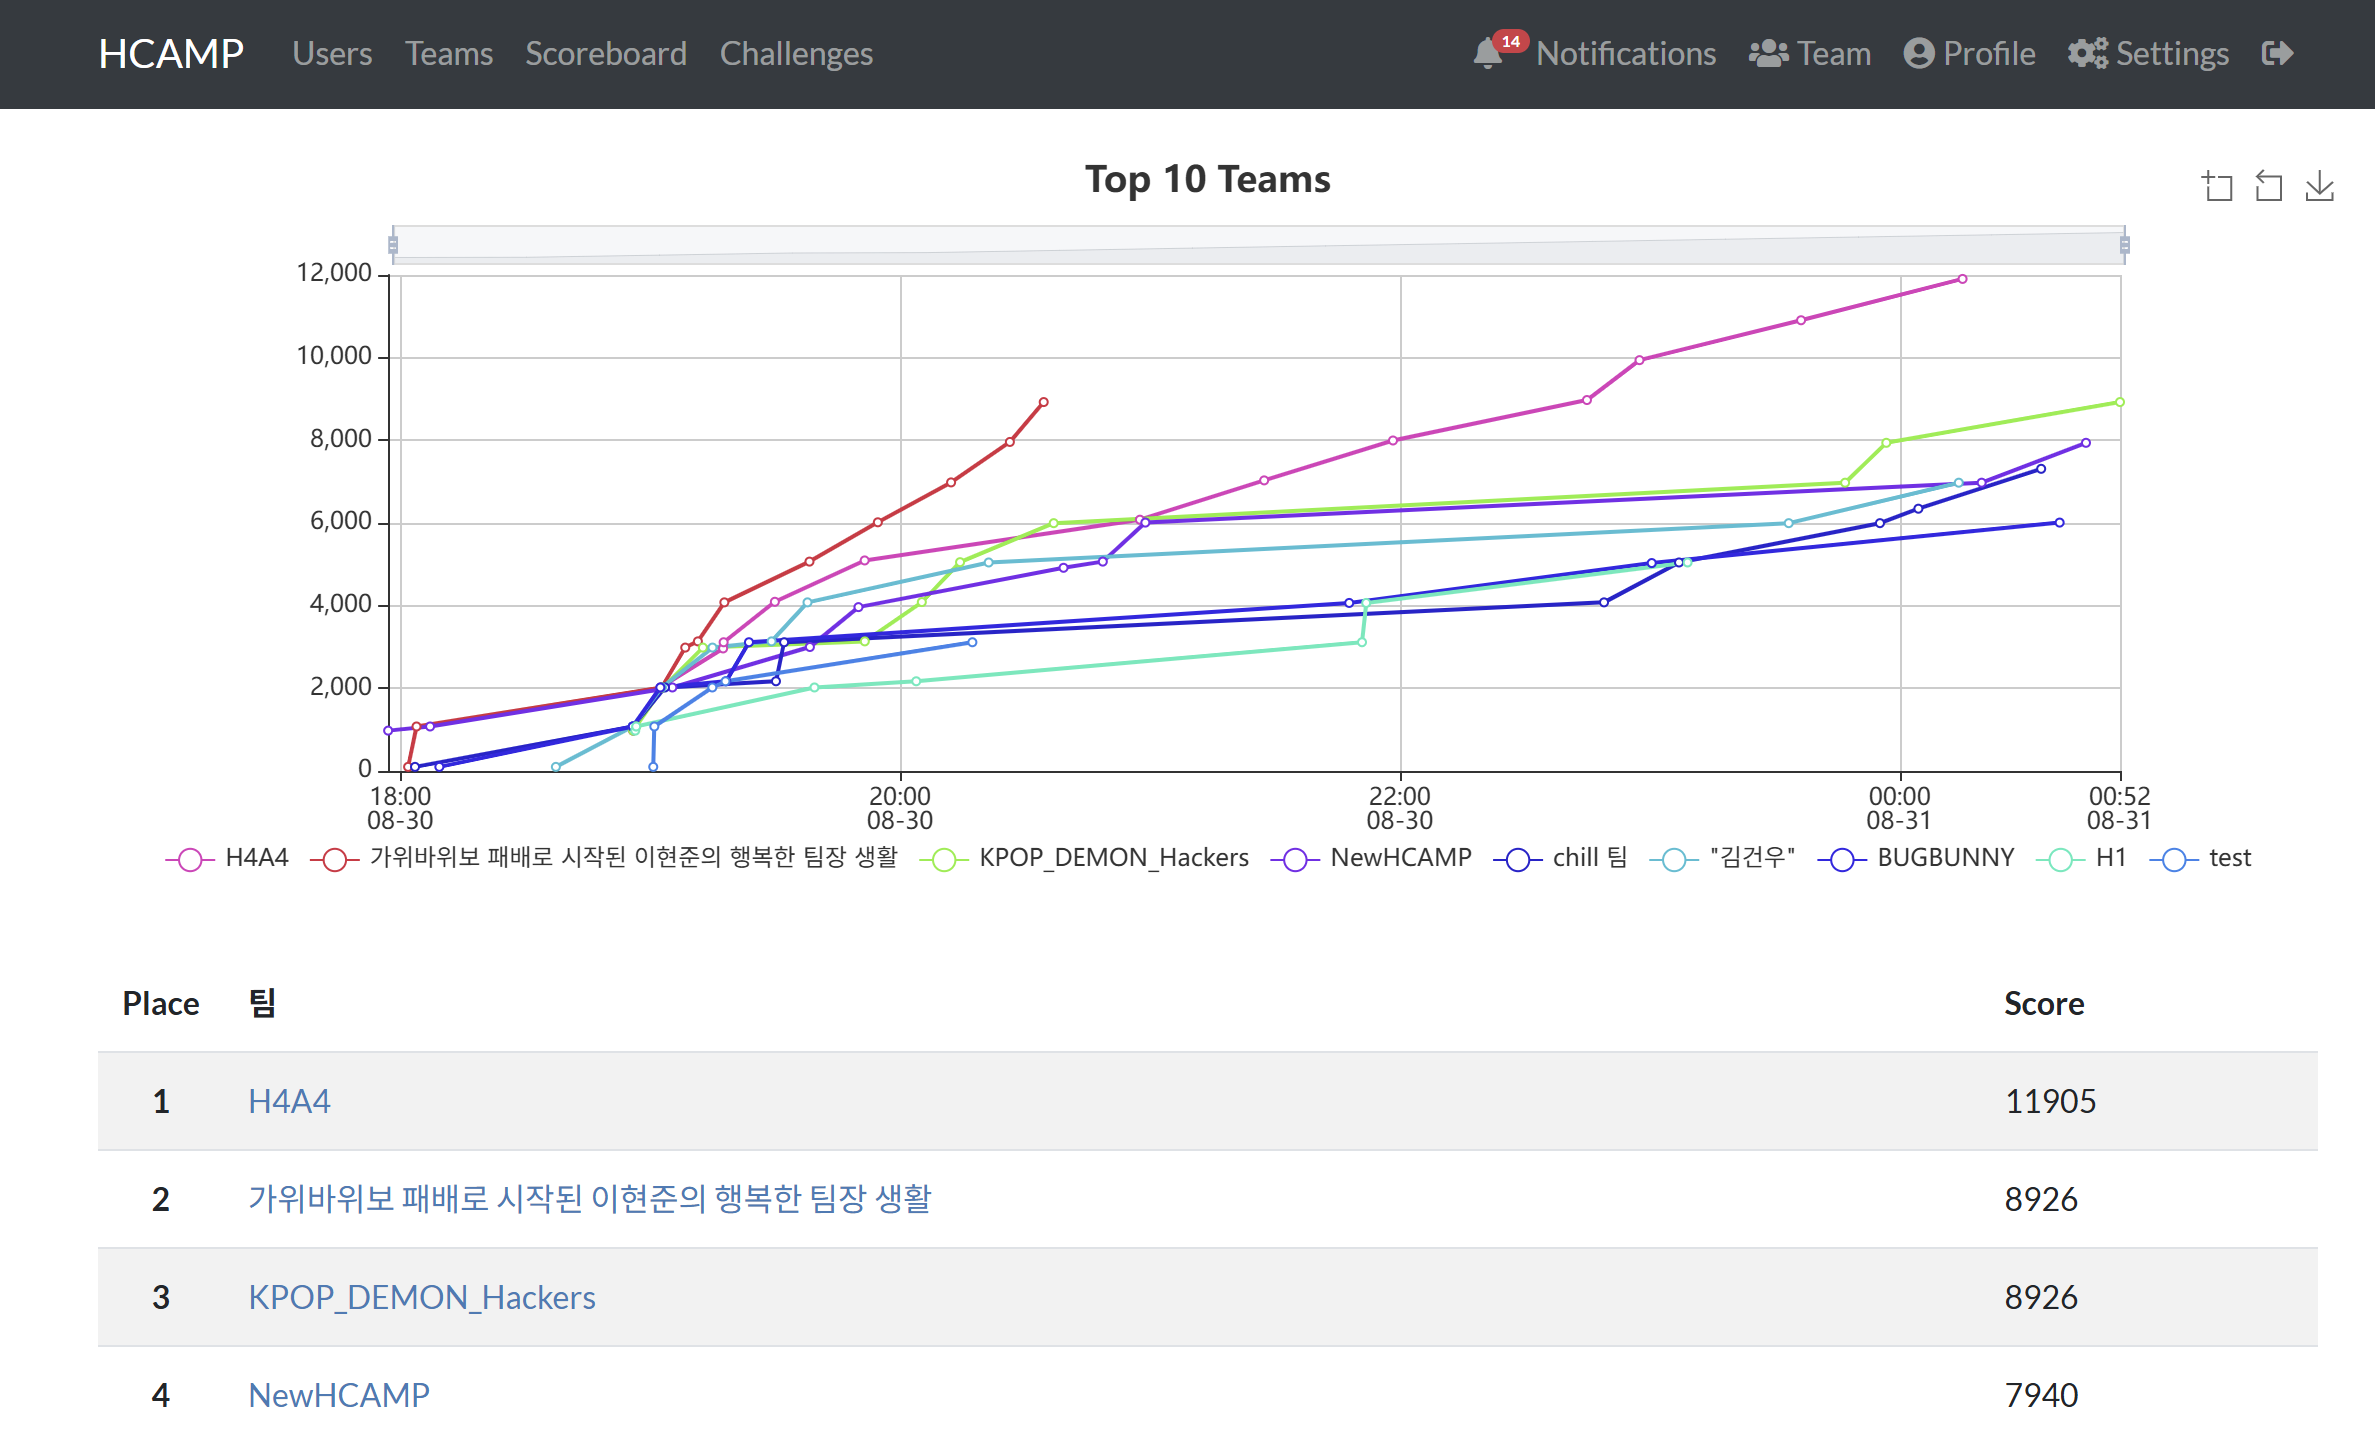 HCAMP Users Teams Scoreboard Challenges 14 Notifications Team Profile Settings
Top 10 Teams
12,000
10,000
8,000
6,000
4,000
2,000
0
18:00 20:00 22:00 00:00 00:52
08-30 08-30 08-30 08-31 08-31
H4A4 가위바위보 패배로 시작된 이현준의 행복한 팀장 생활 KPOP_DEMON_Hackers NewHCAMP chill 팀 "김건우" BUGBUNNY H1 test
Place 팀 Score
1 H4A4 11905
2 가위바위보 패배로 시작된 이현준의 행복한 팀장 생활 8926
3 KPOP_DEMON_Hackers 8926
4 NewHCAMP 7940